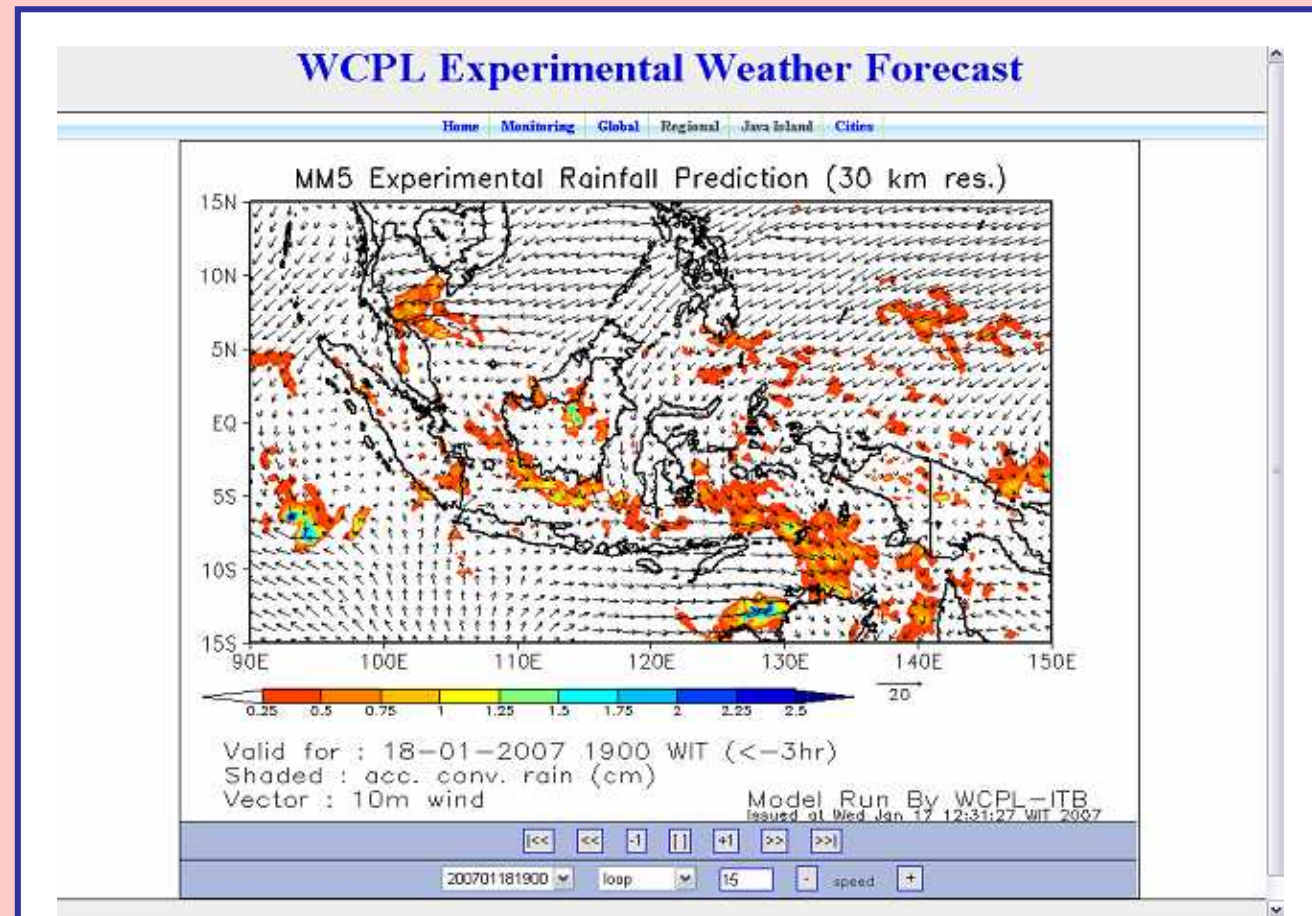 WCPL Experimental Weather Forecast
Home Monitoring Global Regional Java Island Cities
MM5 Experimental Rainfall Prediction (30 km res.)
15N
10N
5N
EQ
5S
10S
15S
90E 100E 110E 120E 130E 140E 150E
0.25 0.5 0.75 1 1.25 1.5 1.75 2 2.25 2.5
20
Valid for : 18-01-2007 1900 WIT (<-3hr)
Shaded : acc. conv. rain (cm)
Vector : 10m wind
Model Run By WCPL-ITB
Issued at Wed Jan 17 12:31:27 WIT 2007
|<< << -1 [ ] +1 >> >>|
200701181900 loop 15 - speed +